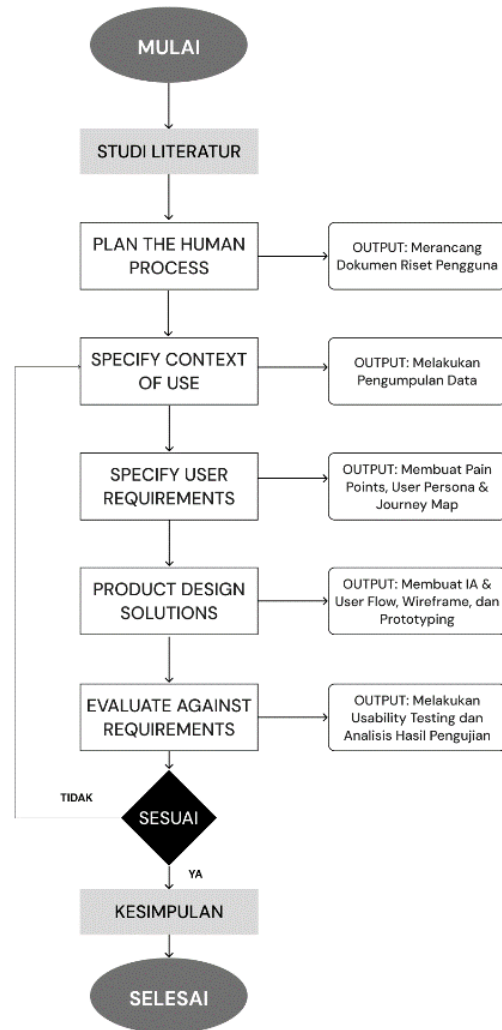 MULAI
STUDI LITERATUR
PLAN THE HUMAN
PROCESS
OUTPUT: Merancang
Dokumen Riset Pengguna
SPECIFY CONTEXT
OF USE
OUTPUT: Melakukan
Pengumpulan Data
SPECIFY USER
REQUIREMENTS
OUTPUT: Membuat Pain
Points, User Persona &
Journey Map
PRODUCT DESIGN
SOLUTIONS
OUTPUT: Membuat IA &
User Flow, Wireframe, dan
Prototyping
EVALUATE AGAINST
REQUIREMENTS
OUTPUT: Melakukan
Usability Testing dan
Analisis Hasil Pengujian
TIDAK
SESUAI
YA
KESIMPULAN
SELESAI